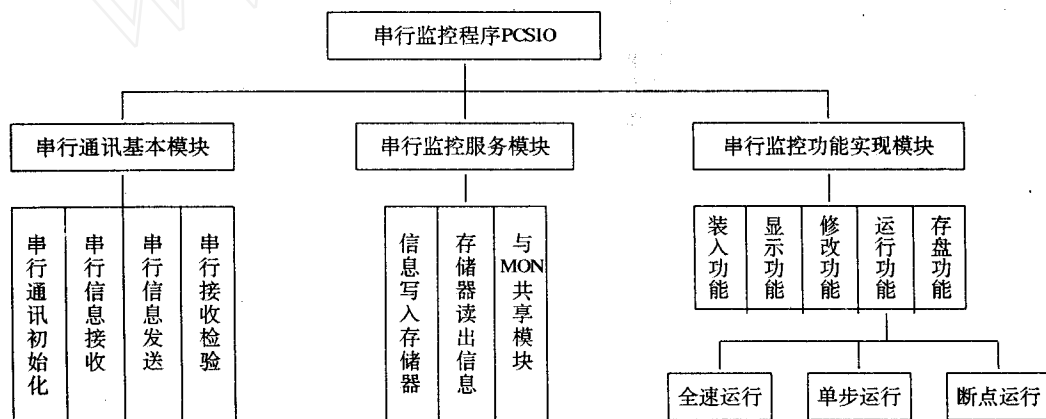 串行监控程序PCSIO
串行通讯基本模块
串行监控服务模块
串行监控功能实现模块
串行通讯初始化
串行信息接收
串行信息发送
串行接收检验
信息写入存储器
存储器读出信息
与MON共享模块
装入功能
显示功能
修改功能
运行功能
存盘功能
全速运行
单步运行
断点运行